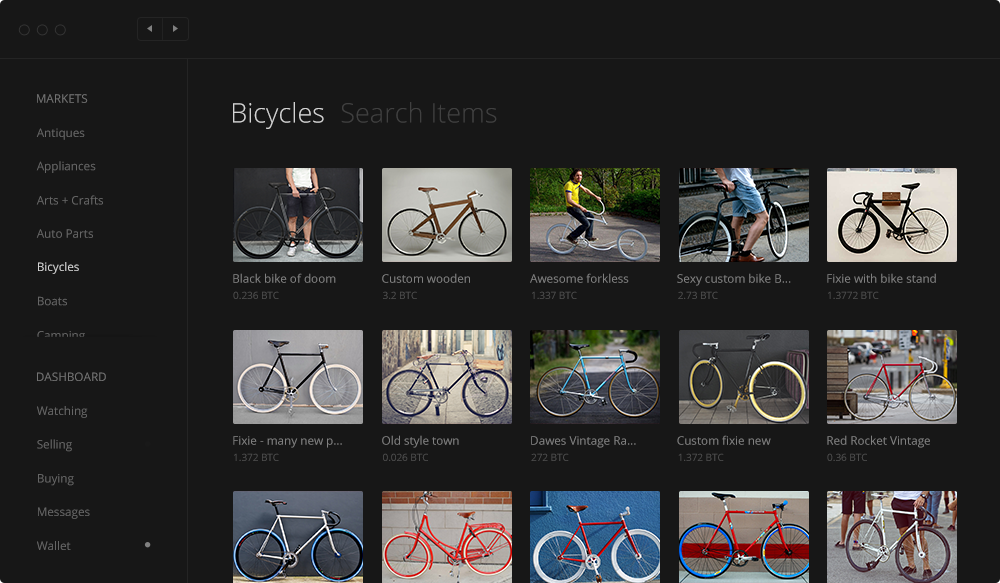 MARKETS
Antiques
Appliances
Arts + Crafts
Auto Parts
Bicycles
Boats
Camping
DASHBOARD
Watching
Selling
Buying
Messages
Wallet
Bicycles Search Items
Black bike of doom
0.236 BTC
Custom wooden
3.2 BTC
Awesome forkless
1.337 BTC
Sexy custom bike B...
2.73 BTC
Fixie with bike stand
1.3772 BTC
Fixie - many new p...
1.372 BTC
Old style town
0.026 BTC
Dawes Vintage Ra...
272 BTC
Custom fixie new
1.372 BTC
Red Rocket Vintage
0.36 BTC